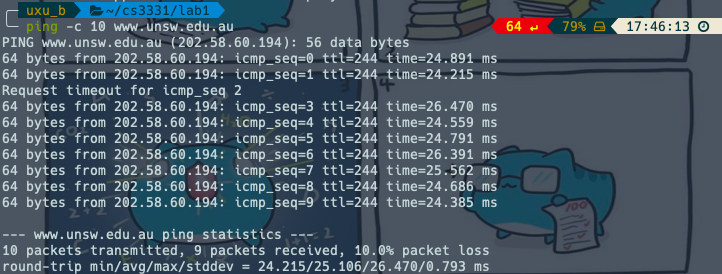 uxu_b ~/cs3331/lab1
ping -c 10 www.unsw.edu.au 64 ↵ 79% 17:46:13
PING www.unsw.edu.au (202.58.60.194): 56 data bytes
64 bytes from 202.58.60.194: icmp_seq=0 ttl=244 time=24.891 ms
64 bytes from 202.58.60.194: icmp_seq=1 ttl=244 time=24.215 ms
Request timeout for icmp_seq 2
64 bytes from 202.58.60.194: icmp_seq=3 ttl=244 time=26.470 ms
64 bytes from 202.58.60.194: icmp_seq=4 ttl=244 time=24.559 ms
64 bytes from 202.58.60.194: icmp_seq=5 ttl=244 time=24.791 ms
64 bytes from 202.58.60.194: icmp_seq=6 ttl=244 time=26.391 ms
64 bytes from 202.58.60.194: icmp_seq=7 ttl=244 time=25.562 ms
64 bytes from 202.58.60.194: icmp_seq=8 ttl=244 time=24.686 ms
64 bytes from 202.58.60.194: icmp_seq=9 ttl=244 time=24.385 ms
--- www.unsw.edu.au ping statistics ---
10 packets transmitted, 9 packets received, 10.0% packet loss
round-trip min/avg/max/stddev = 24.215/25.106/26.470/0.793 ms